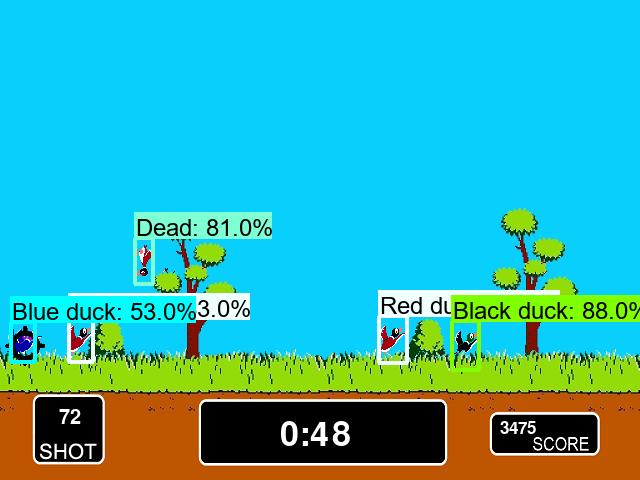 Dead: 81.0%
Blue duck: 53.0%
3.0%
Red du
Black duck: 88.0%
72
SHOT
0:48
3475
SCORE